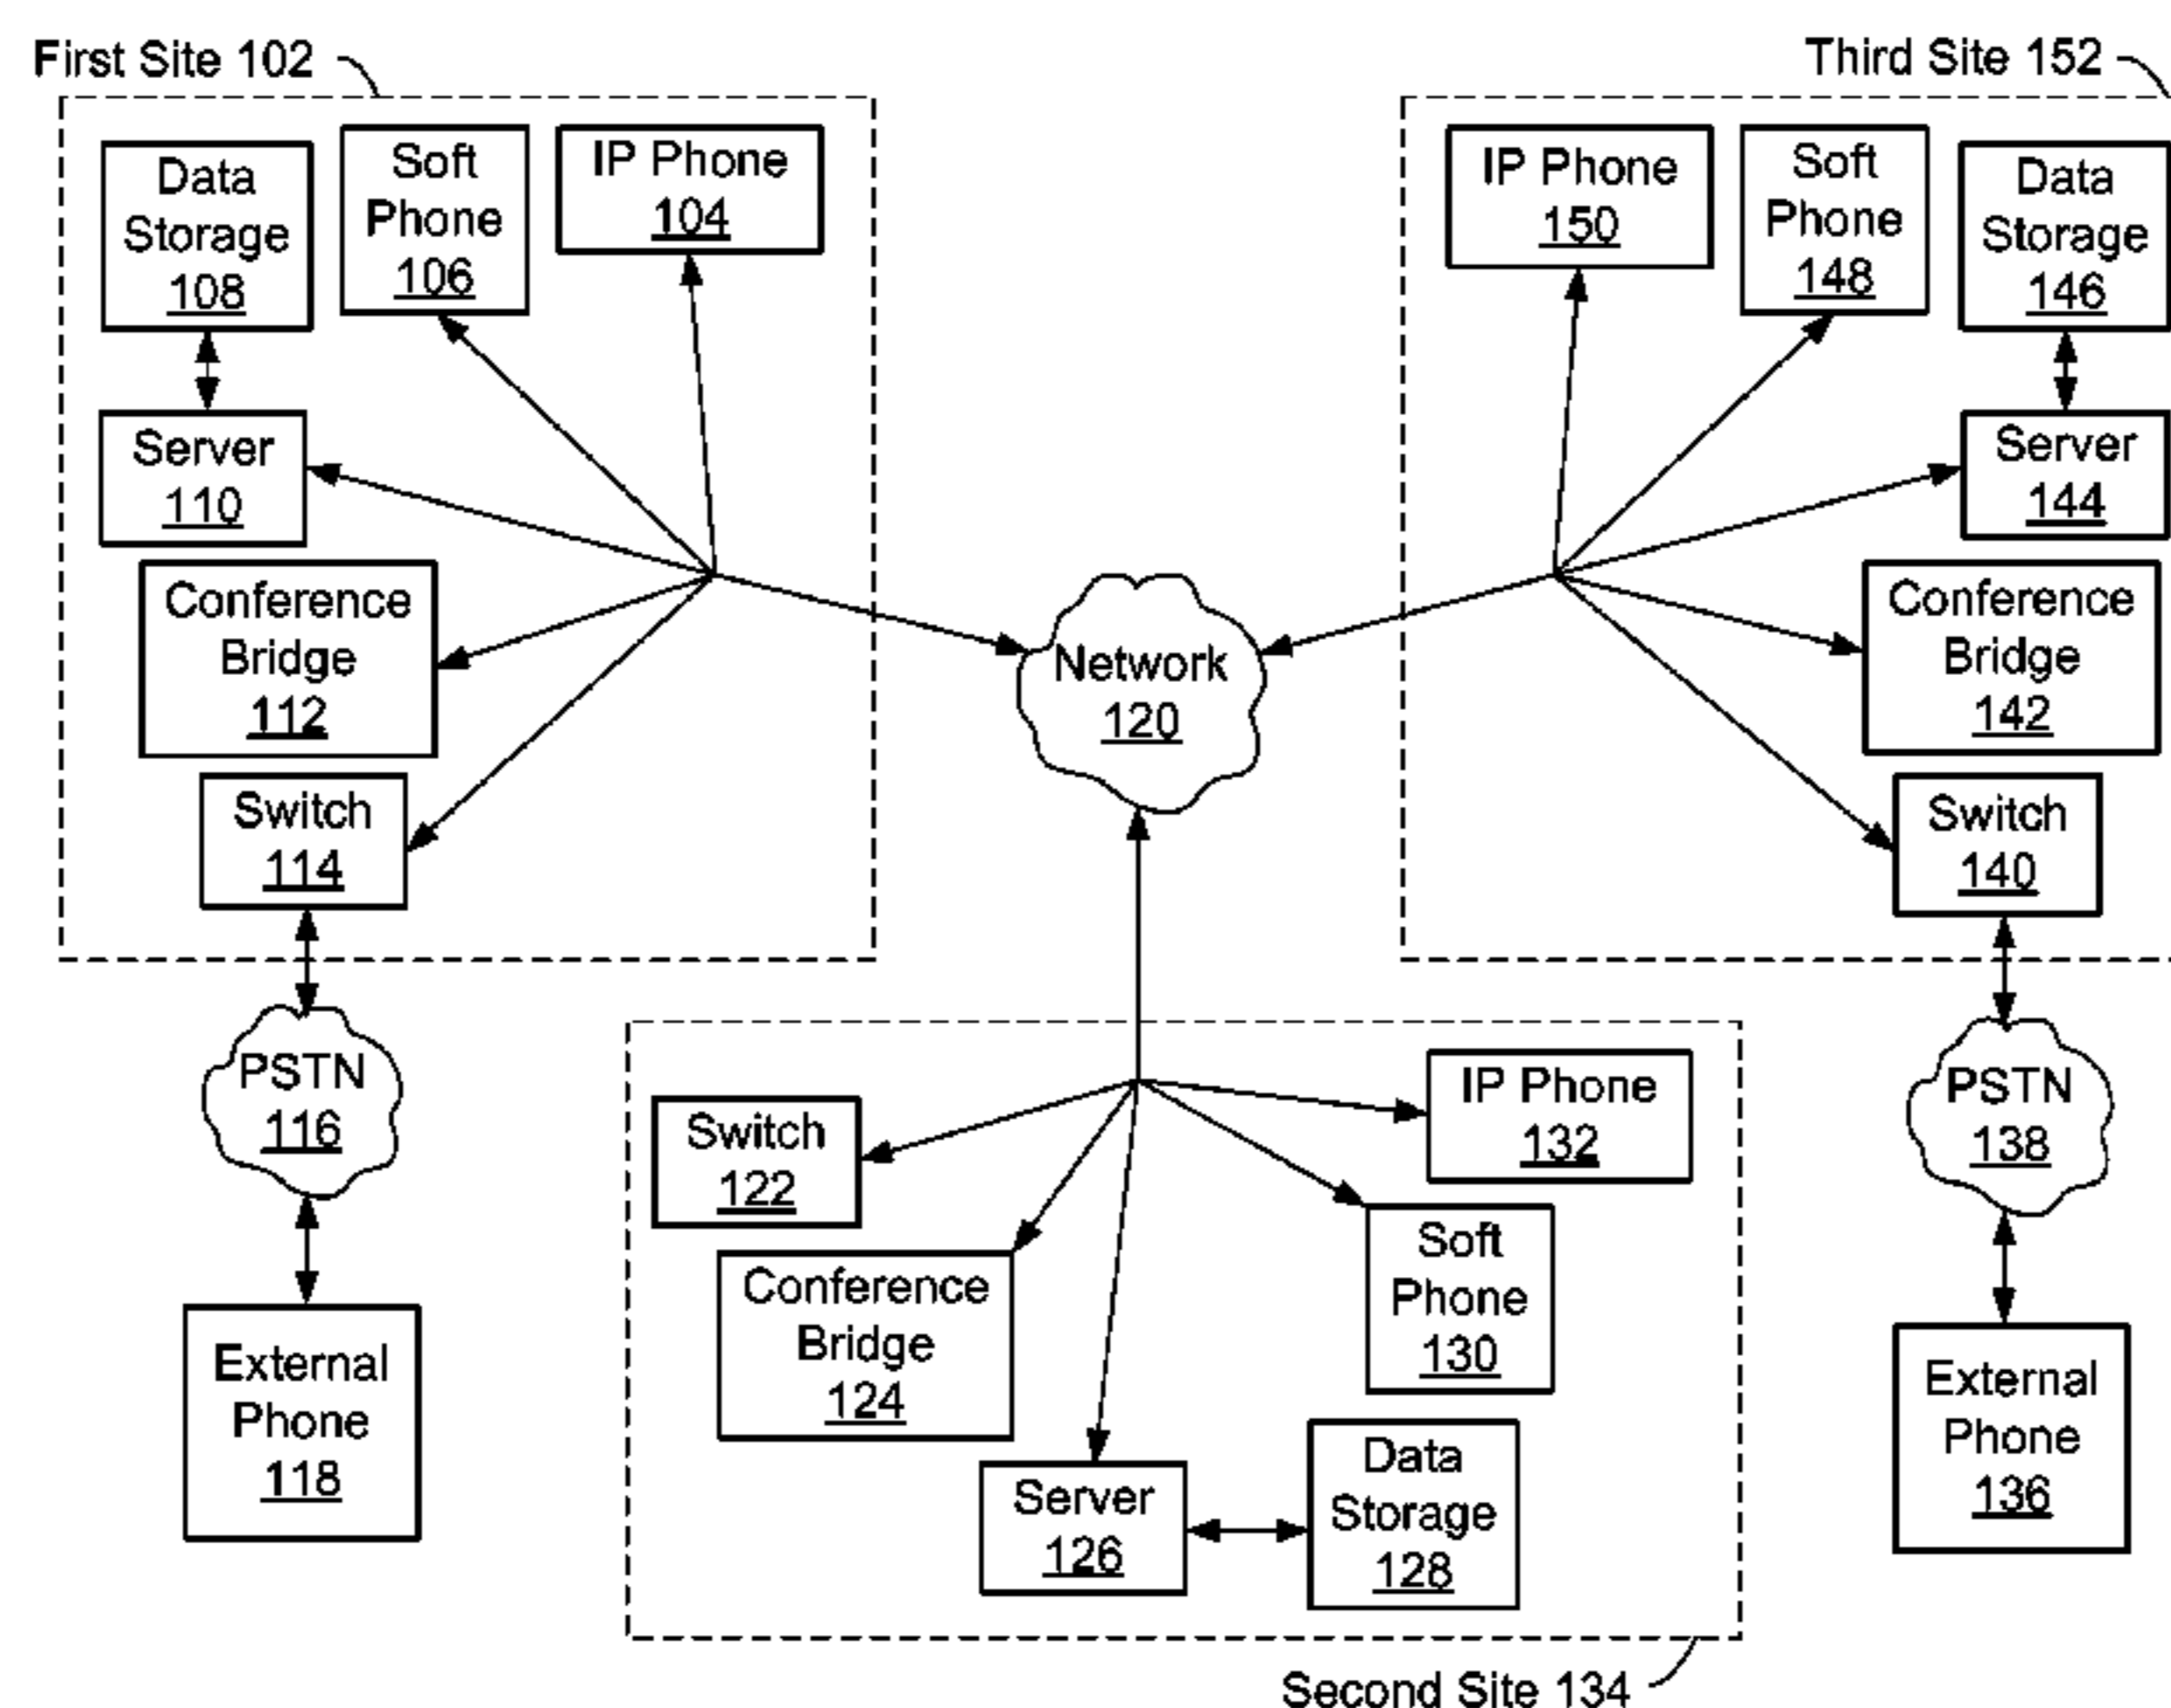 First Site 102
Third Site 152
Data
Storage
108
Soft
Phone
106
IP Phone
104
Server
110
Conference
Bridge
112
Switch
114
PSTN
116
External
Phone
118
Network
120
IP Phone
150
Soft
Phone
148
Data
Storage
146
Server
144
Conference
Bridge
142
Switch
140
PSTN
138
External
Phone
136
Switch
122
Conference
Bridge
124
Server
126
Data
Storage
128
Soft
Phone
130
IP Phone
132
Second Site 134